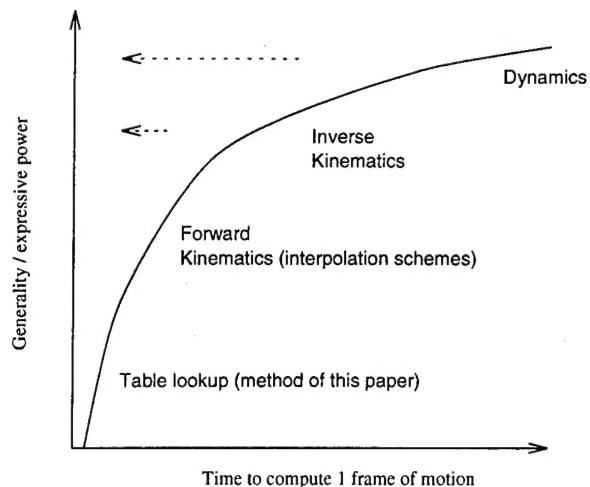 Generality / expressive power
Dynamics
Inverse
Kinematics
Forward
Kinematics (interpolation schemes)
Table lookup (method of this paper)
Time to compute 1 frame of motion